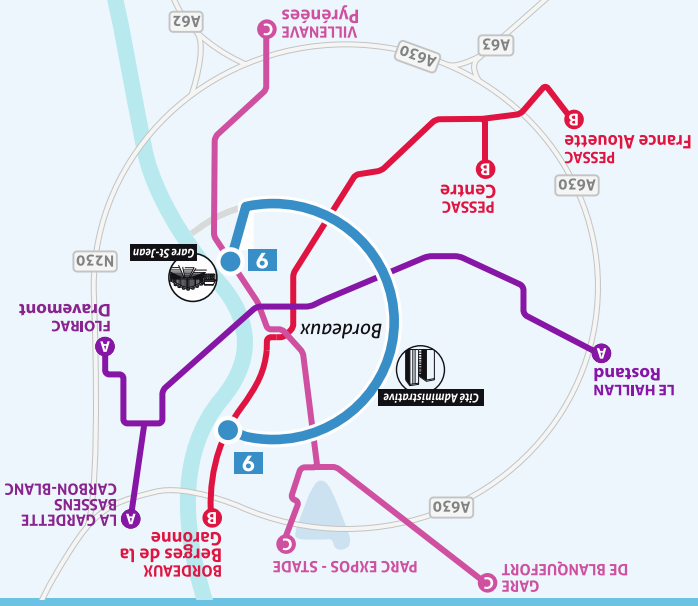 GARE
DE BLANQUEFORT
C
PARC EXPOS - STADE
C
BORDEAUX
Berges de la
Garonne
B
LA GARDETTE
BASSENS
CARBON-BLANC
A
A630
9
LE HAILLAN
Rostand
A
Cité Administrative
Bordeaux
FLOIRAC
Dravemont
A
9
Gare St-Jean
N230
A630
PESSAC
Centre
B
PESSAC
France Alouette
B
A63
A630
VILLENAVE
Pyrénées
C
A62